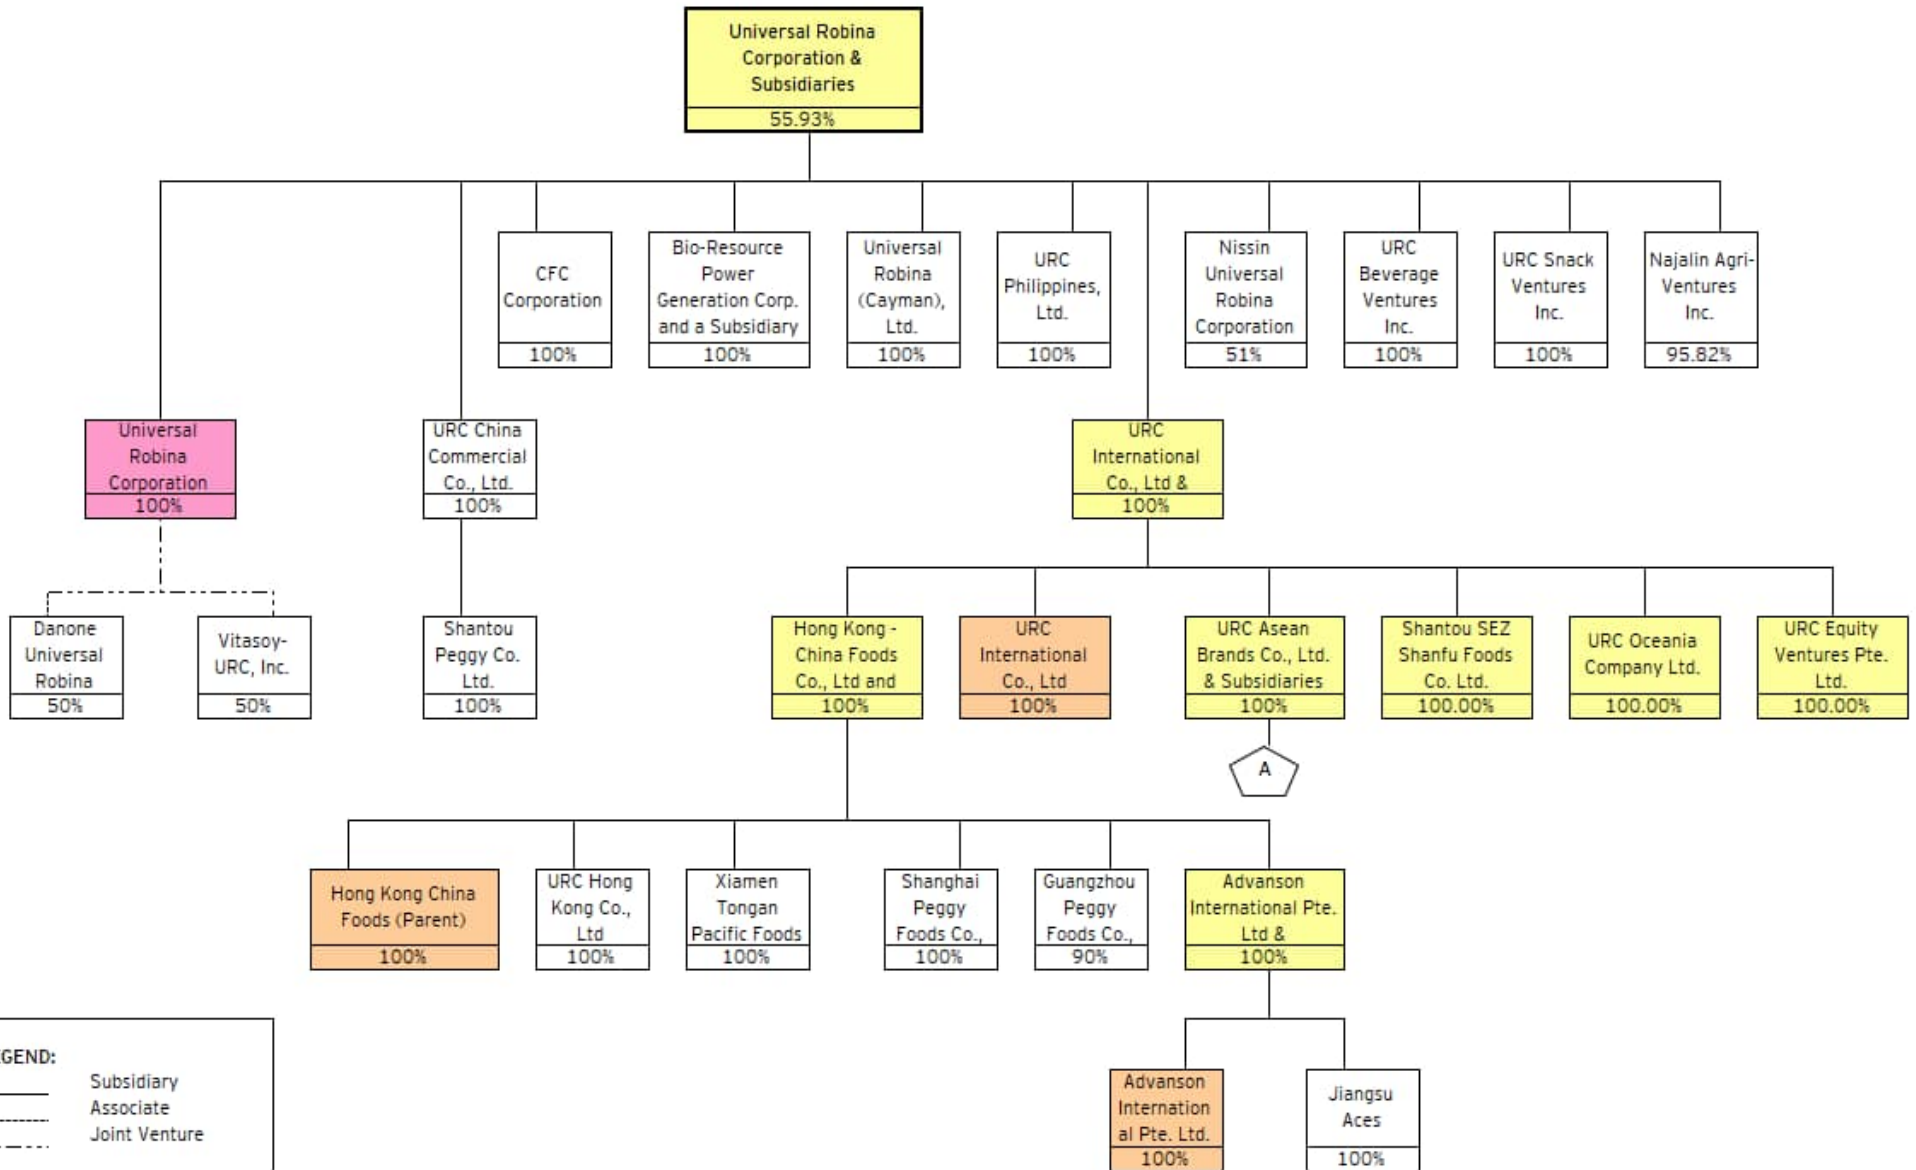 Universal Robina
Corporation &
Subsidiaries
55.93%
CFC
Corporation
100%
Bio-Resource
Power
Generation Corp.
and a Subsidiary
100%
Universal
Robina
(Cayman),
Ltd.
100%
URC
Philippines,
Ltd.
100%
Nissin
Universal
Robina
Corporation
51%
URC
Beverage
Ventures
Inc.
100%
URC Snack
Ventures
Inc.
100%
Najalin Agri-
Ventures
Inc.
95.82%
Universal
Robina
Corporation
100%
URC China
Commercial
Co., Ltd.
100%
URC
International
Co., Ltd &
100%
Danone
Universal
Robina
50%
Vitasoy-
URC, Inc.
50%
Shantou
Peggy Co.
Ltd.
100%
Hong Kong -
China Foods
Co., Ltd and
100%
URC
International
Co., Ltd
100%
URC Asean
Brands Co., Ltd.
& Subsidiaries
100%
Shantou SEZ
Shanfu Foods
Co. Ltd.
100.00%
URC Oceania
Company Ltd.
100.00%
URC Equity
Ventures Pte.
Ltd.
100.00%
A
Hong Kong China
Foods (Parent)
100%
URC Hong
Kong Co.,
Ltd
100%
Xiamen
Tongan
Pacific Foods
100%
Shanghai
Peggy
Foods Co.,
100%
Guangzhou
Peggy
Foods Co.,
90%
Advanson
International Pte.
Ltd &
100%
Advanson
Internation
al Pte. Ltd.
100%
Jiangsu
Aces
100%
GEND:
Subsidiary
Associate
Joint Venture